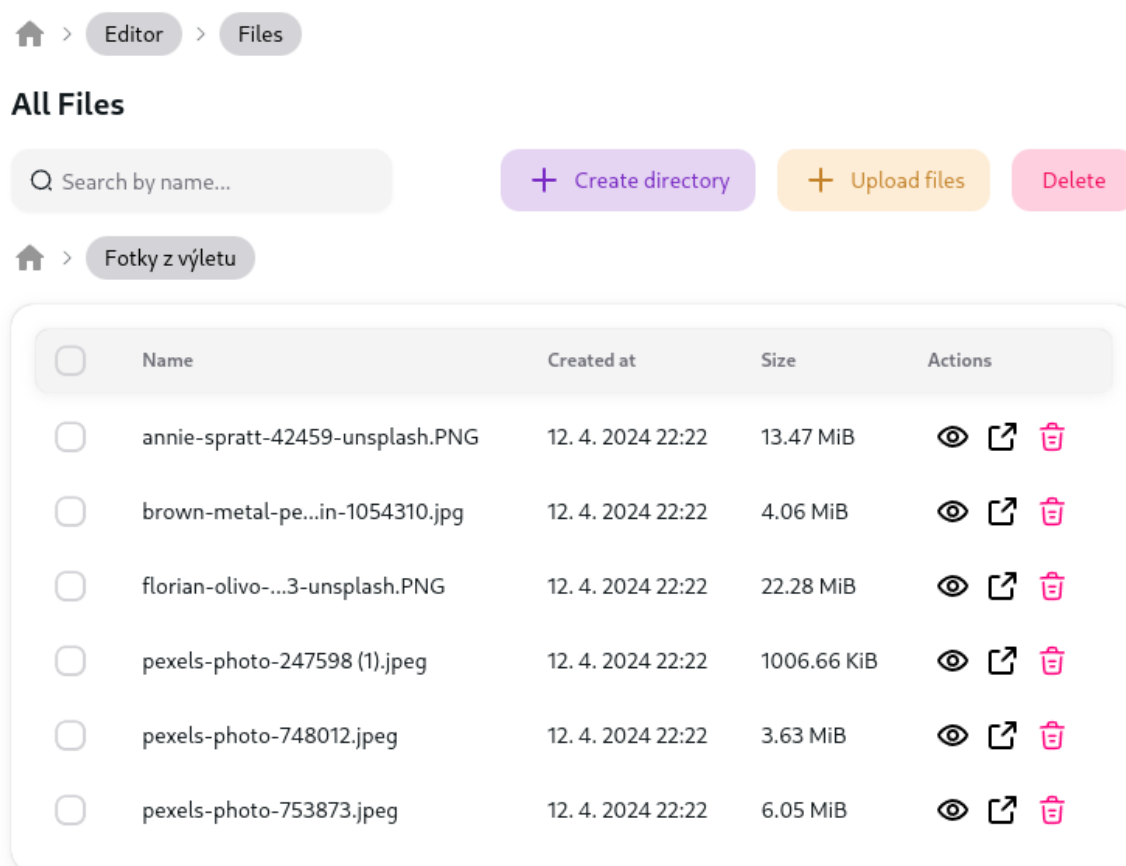 Editor Files
All Files
Search by name... Create directory Upload files Delete
Fotky z výletu
Name Created at Size Actions
annie-spratt-42459-unsplash.PNG 12. 4. 2024 22:22 13.47 MiB
brown-metal-pe...in-1054310.jpg 12. 4. 2024 22:22 4.06 MiB
florian-olivo-...3-unsplash.PNG 12. 4. 2024 22:22 22.28 MiB
pexels-photo-247598 (1).jpeg 12. 4. 2024 22:22 1006.66 KiB
pexels-photo-748012.jpeg 12. 4. 2024 22:22 3.63 MiB
pexels-photo-753873.jpeg 12. 4. 2024 22:22 6.05 MiB